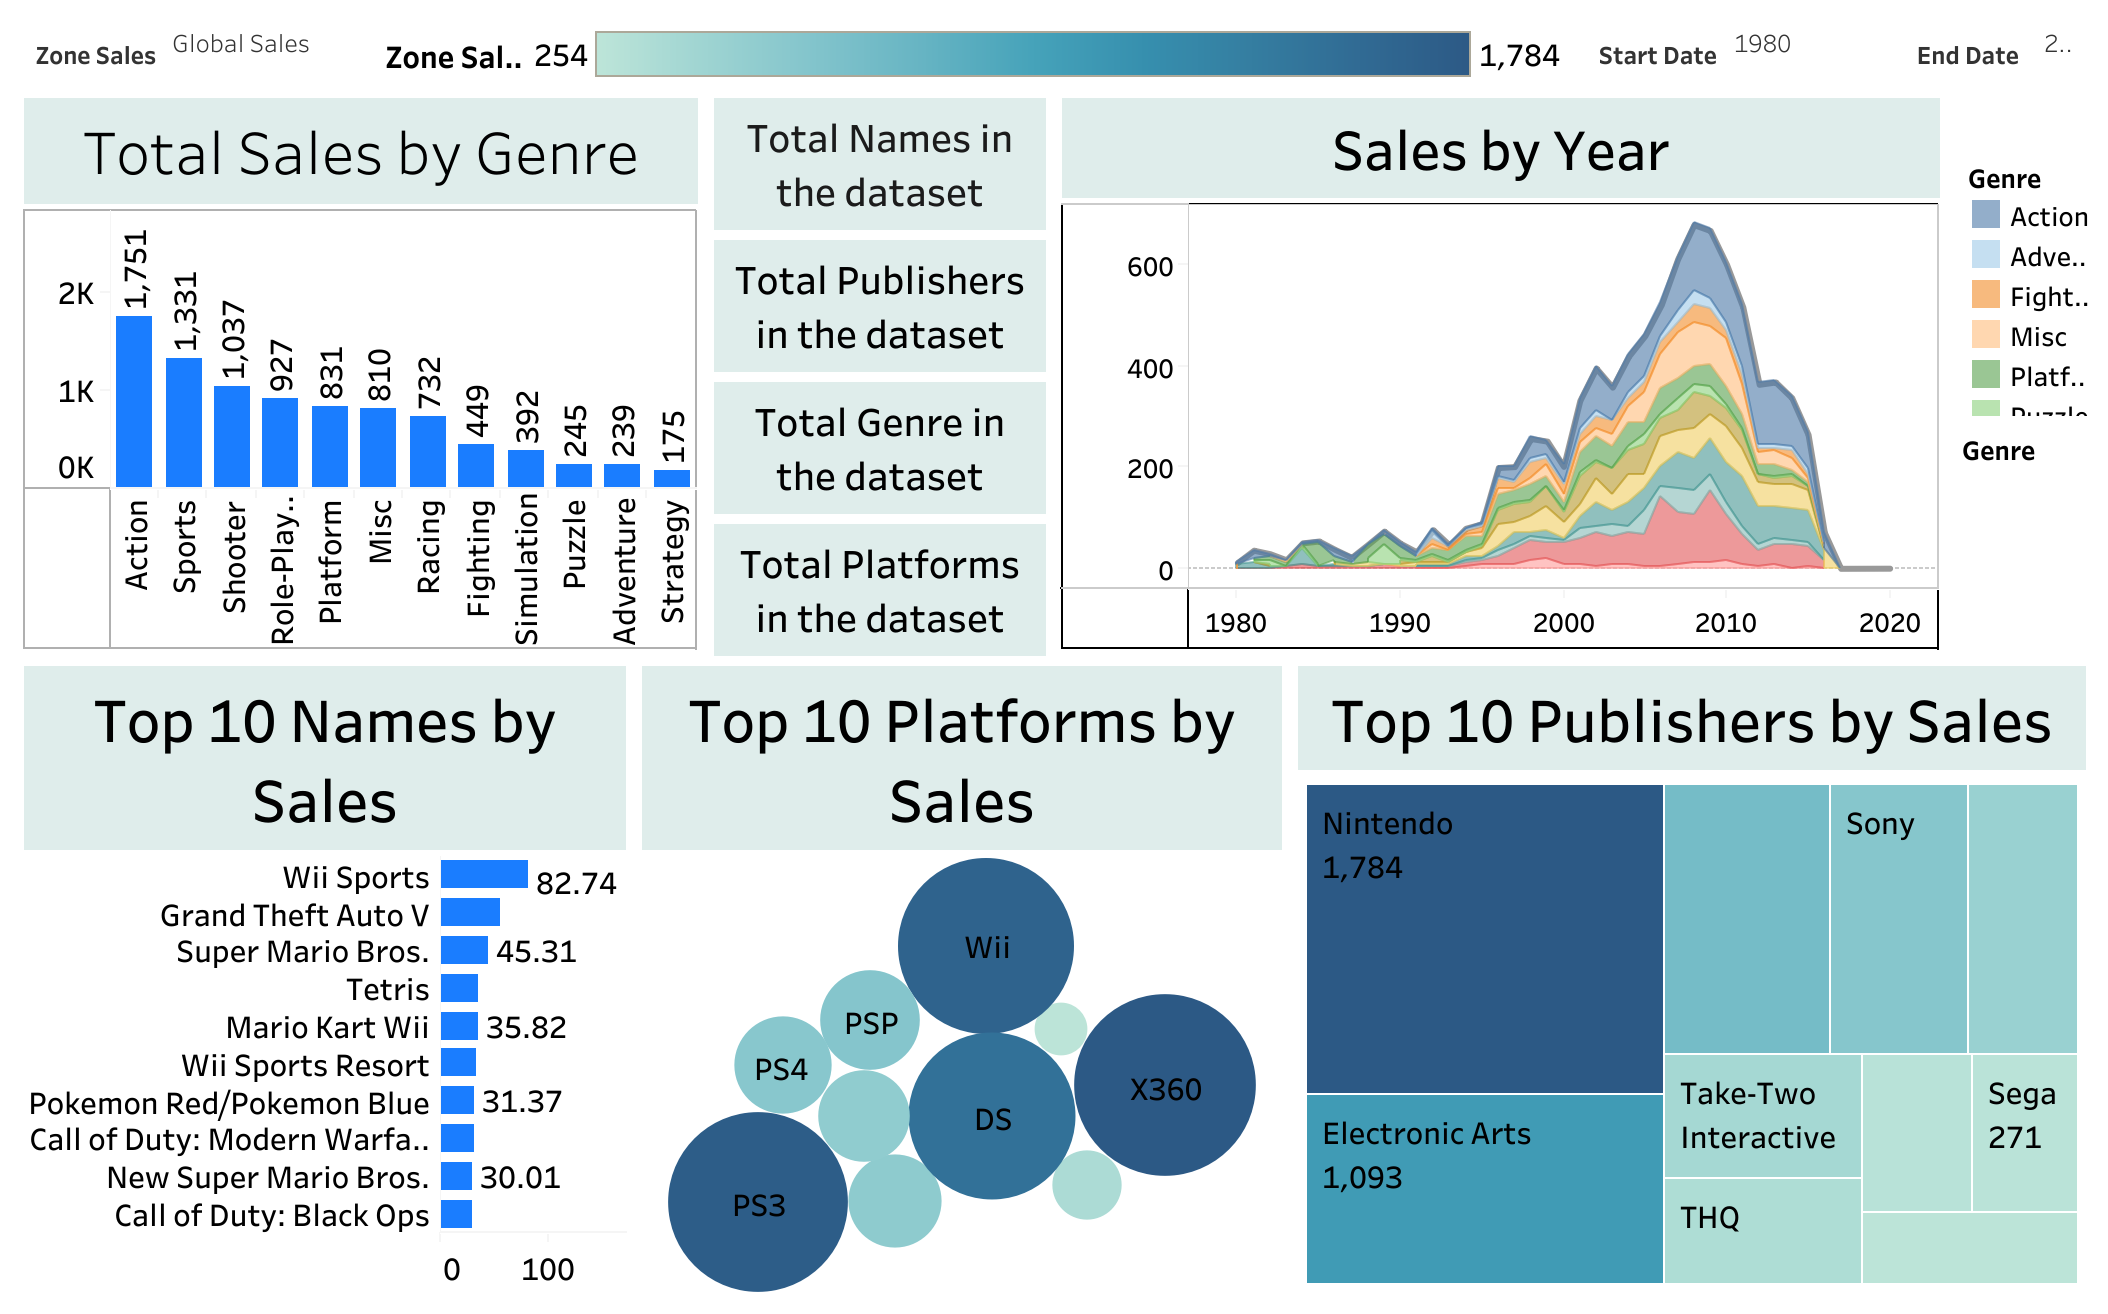 Zone Sales
Global Sales
Zone Sal.. 254
1,784
Start Date
1980
End Date
2..
Total Sales by Genre
2K
1K
0K
1,751
1,331
1,037
927
831
810
732
449
392
245
239
175
Action
Sports
Shooter
Role-Play..
Platform
Misc
Racing
Fighting
Simulation
Puzzle
Adventure
Strategy
Total Names in
the dataset
Total Publishers
in the dataset
Total Genre in
the dataset
Total Platforms
in the dataset
Sales by Year
600
400
200
0
1980
1990
2000
2010
2020
Genre
Action
Adve..
Fight..
Misc
Platf..
Puzzle
Genre
Top 10 Names by
Sales
Wii Sports
82.74
Grand Theft Auto V
Super Mario Bros.
45.31
Tetris
Mario Kart Wii
35.82
Wii Sports Resort
Pokemon Red/Pokemon Blue
31.37
Call of Duty: Modern Warfa..
New Super Mario Bros.
30.01
Call of Duty: Black Ops
0
100
Top 10 Platforms by
Sales
Wii
PSP
PS4
X360
DS
PS3
Top 10 Publishers by Sales
Nintendo
1,784
Sony
Electronic Arts
1,093
Take-Two
Interactive
Sega
271
THQ